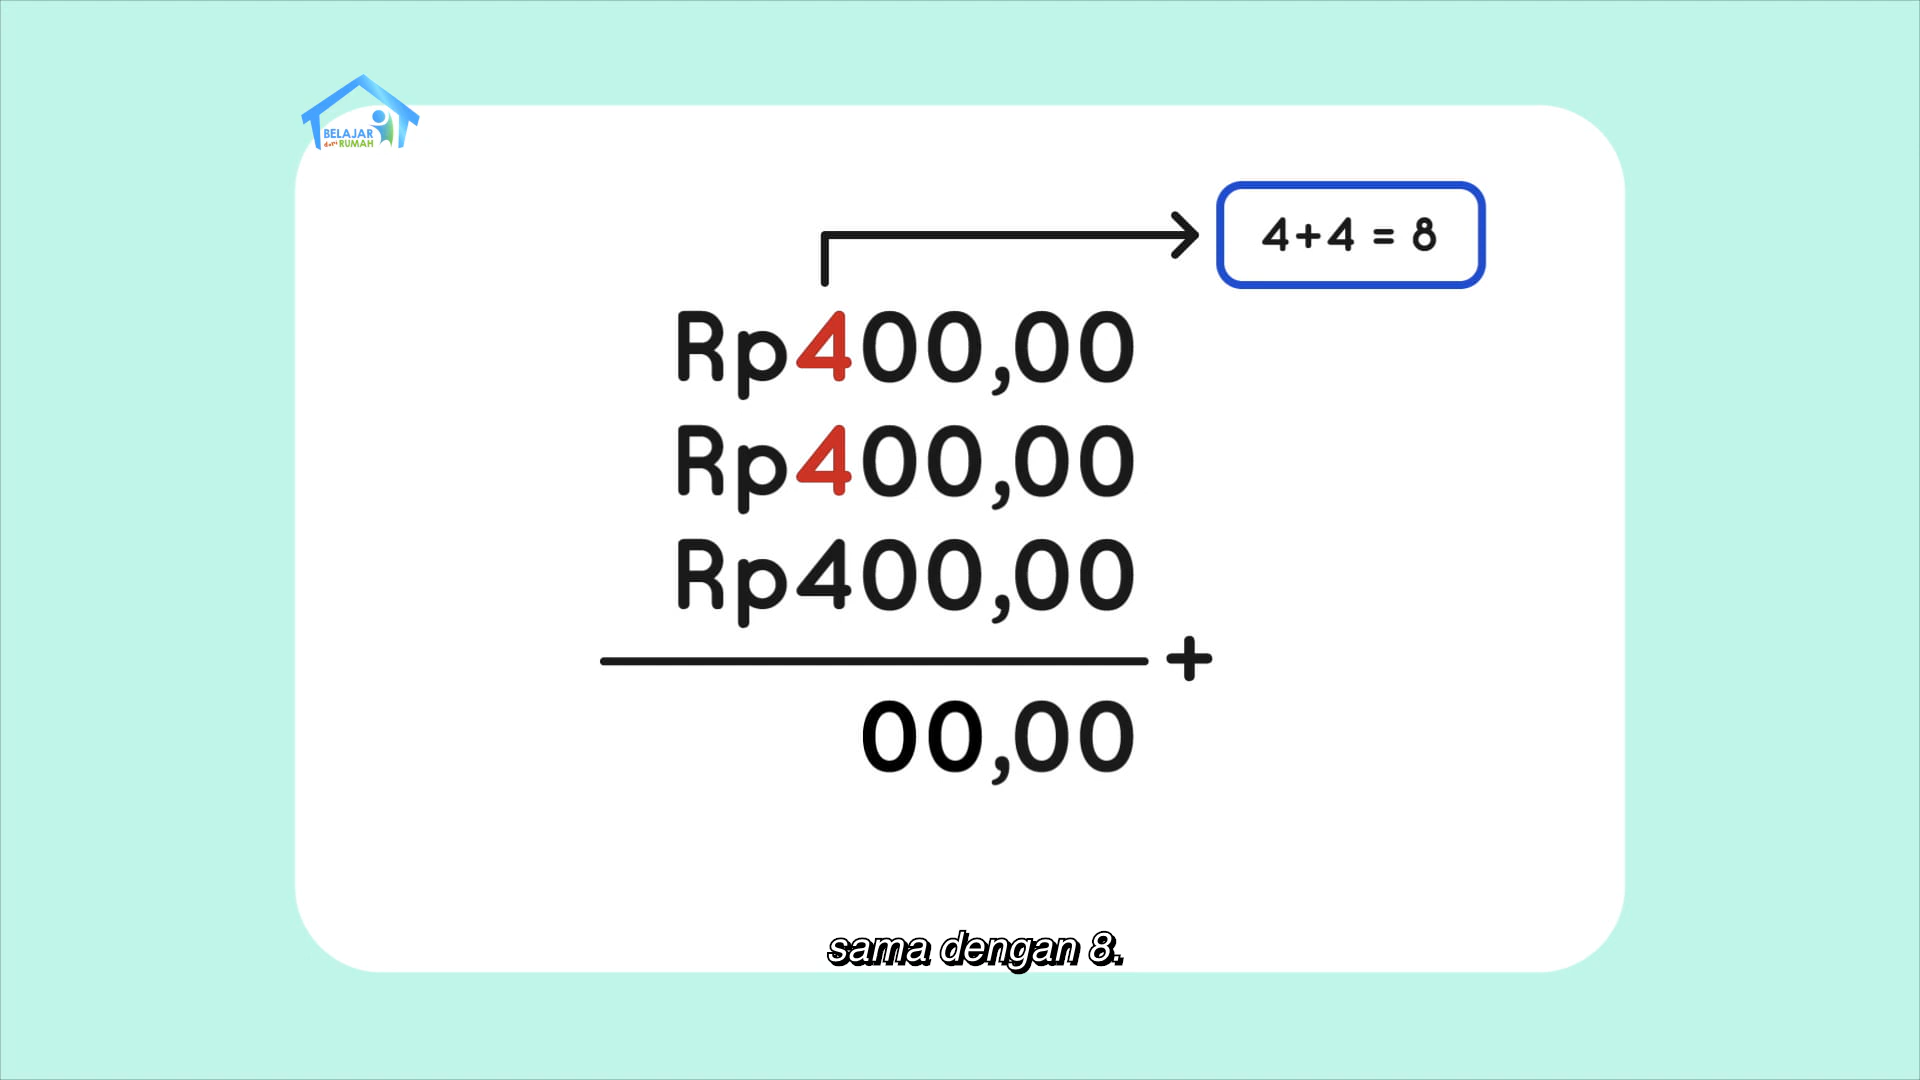 BELAJAR
dari RUMAH
4+4 = 8
Rp400,00
Rp400,00
Rp400,00
+
00,00
sama dengan 8.